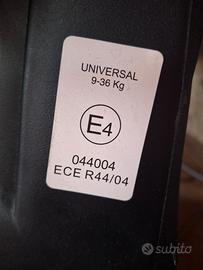 UNIVERSAL
9-36 Kg
E4
044004
ECE R44/04
subito